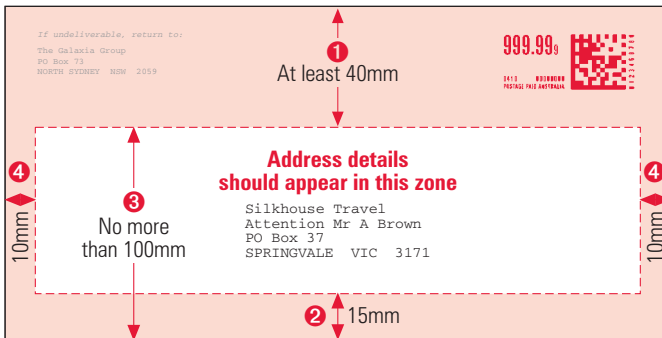 If undeliverable, return to:
The Galaxia Group
PO Box 73
NORTH SYDNEY NSW 2059
1
At least 40mm
999.999
POSTAGE PAID AUSTRALIA
4
10mm
3
No more
than 100mm
Address details
should appear in this zone
Silkhouse Travel
Attention Mr A Brown
PO Box 37
SPRINGVALE VIC 3171
4
10mm
2 15mm